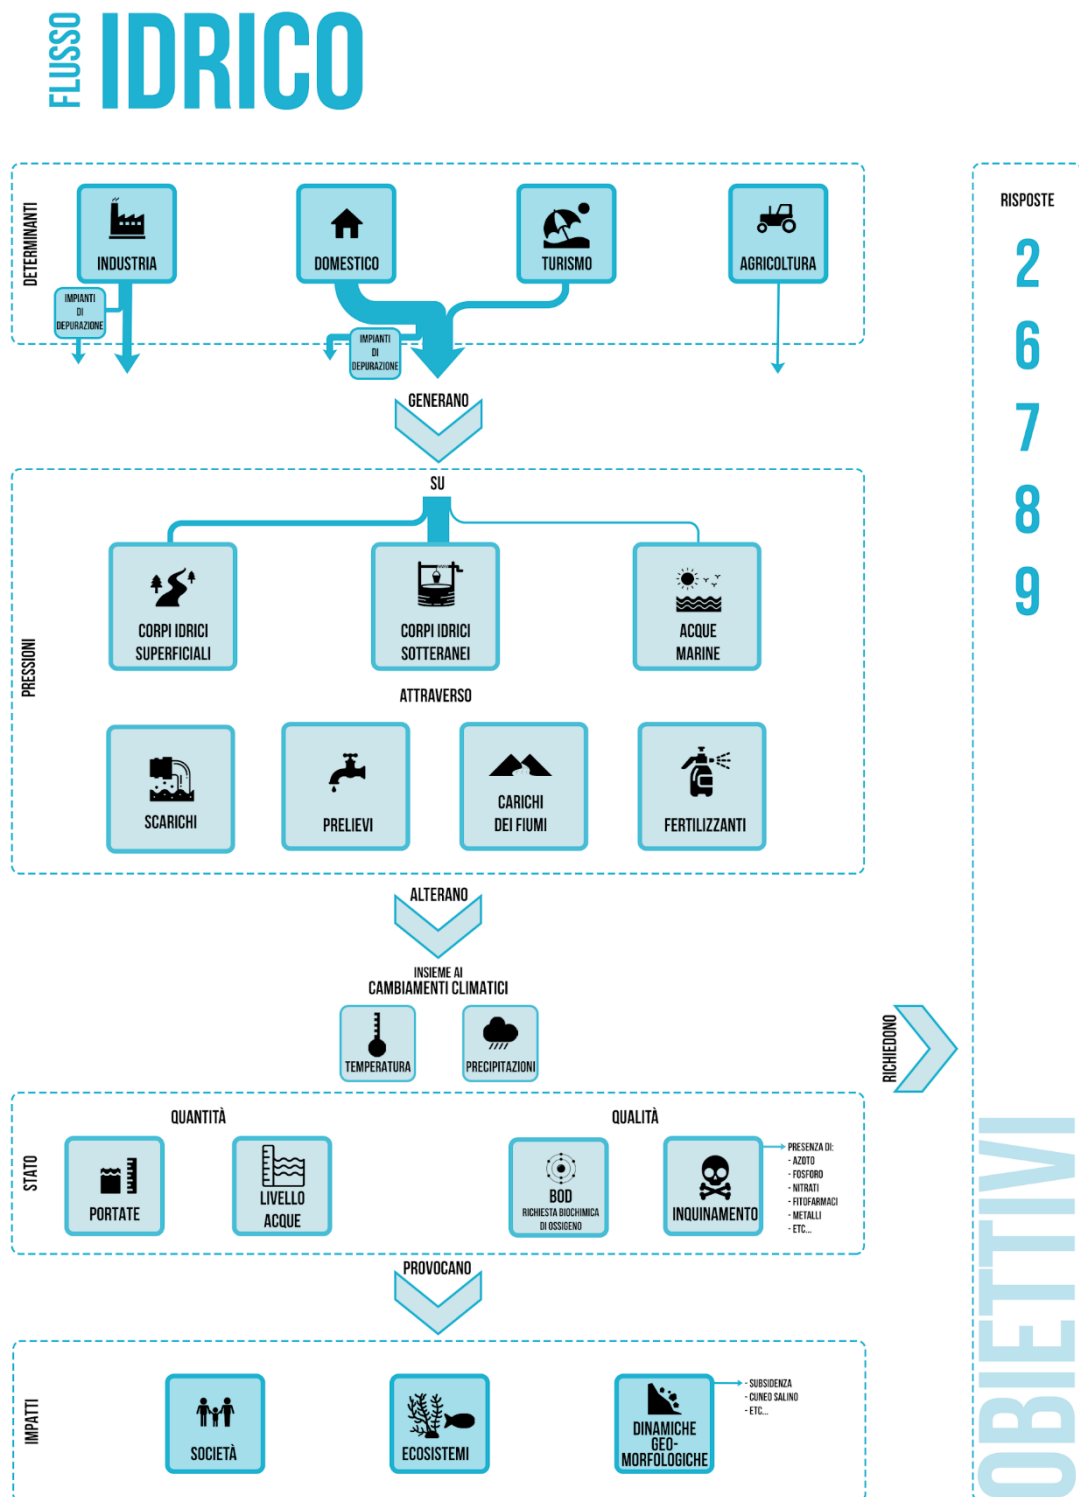 FLUSSO
IDRICO
DETERMINANTI
INDUSTRIA
DOMESTICO
TURISMO
AGRICOLTURA
IMPIANTI
DI
DEPURAZIONE
IMPIANTI
DI
DEPURAZIONE
GENERANO
PRESSIONI
SU
CORPI IDRICI
SUPERFICIALI
CORPI IDRICI
SOTTERANEI
ACQUE
MARINE
ATTRAVERSO
SCARICHI
PRELIEVI
CARICHI
DEI FIUMI
FERTILIZZANTI
ALTERANO
INSIEME AI
CAMBIAMENTI CLIMATICI
TEMPERATURA
PRECIPITAZIONI
STATO
QUANTITÀ
PORTATE
LIVELLO
ACQUE
QUALITÀ
BOD
RICHIESTA BIOCHIMICA
DI OSSIGENO
INQUINAMENTO
PRESENZA DI:
- AZOTO
- FOSFORO
- NITRATI
- FITOFARMACI
- METALLI
- ETC...
PROVOCANO
IMPATTI
SOCIETÀ
ECOSISTEMI
DINAMICHE
GEO-
MORFOLOGICHE
- SUBSIDENZA
- CUNEO SALINO
- ETC...
RICHIEDONO
RISPOSTE
2
6
7
8
9
OBIETTIVI